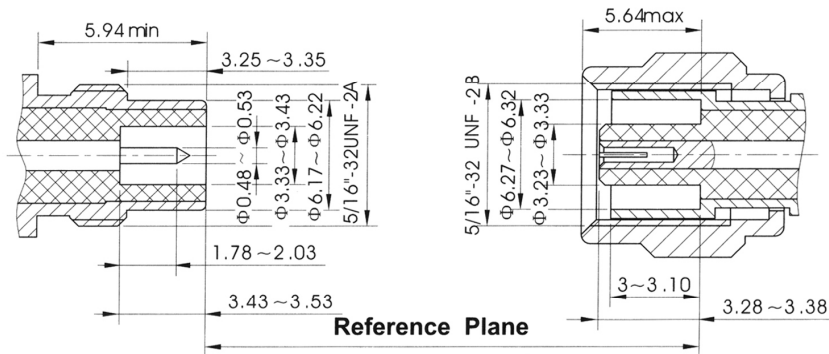 5.94 min
3.25~3.35
Φ0.48~Φ0.53
Φ3.33~Φ3.43
Φ6.17~Φ6.22
5/16"-32UNF-2A
1.78~2.03
3.43~3.53
5.64max
5/16"-32 UNF -2B
Φ6.27~Φ6.32
Φ3.23~Φ3.33
3~3.10
3.28~3.38
Reference Plane